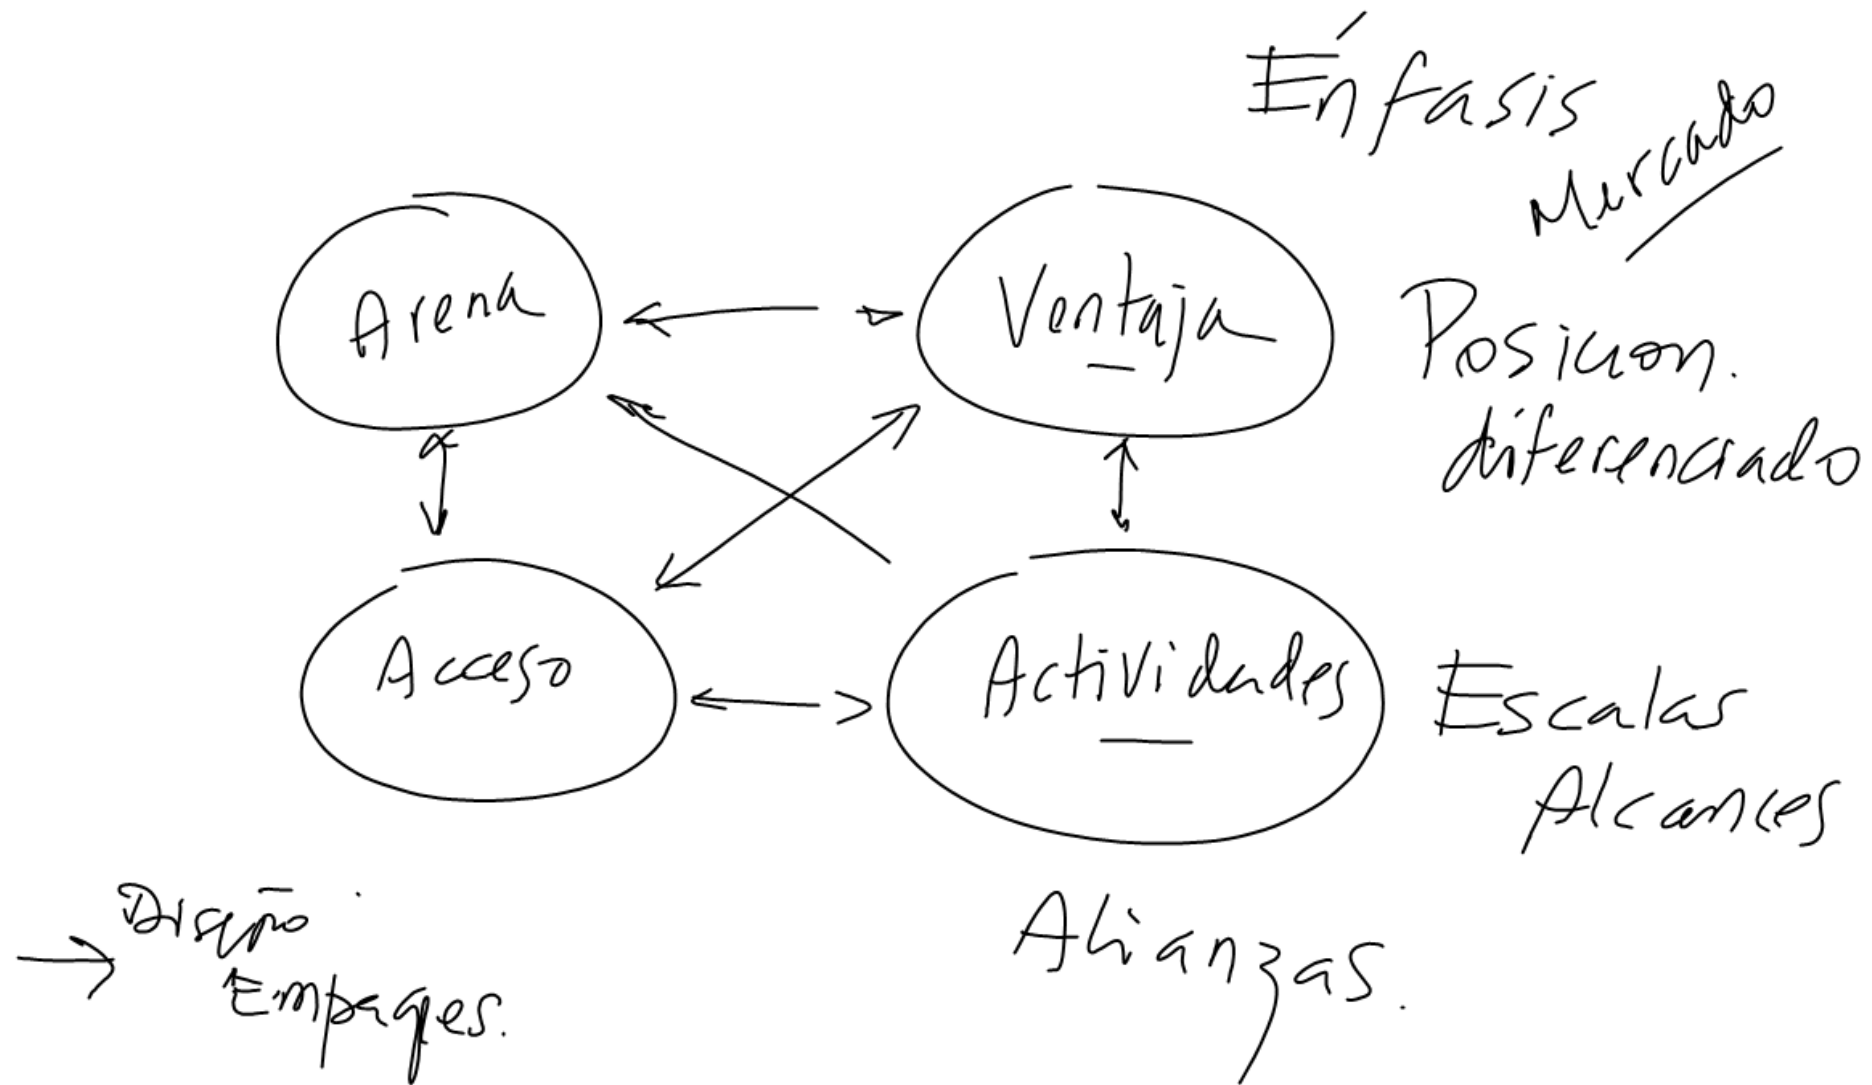 Énfasis
Mercado
Arena
Ventaja
Posicion.
diferenciado
Acceso
Actividades
Escalas
Alcances
Diseño
Empaques.
Alianzas.